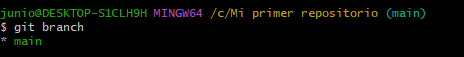 junio@DESKTOP-S1CLH9H MINGW64 /c/Mi primer repositorio (main)
$ git branch
* main